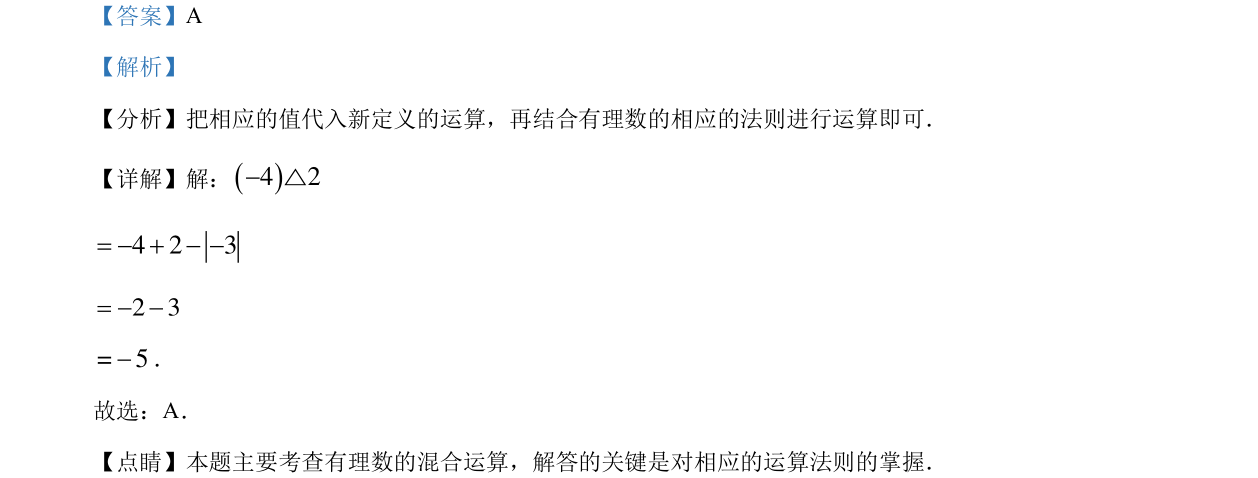 【答案】A
【解析】
【分析】把相应的值代入新定义的运算，再结合有理数的相应的法则进行运算即可．
【详解】解：(−4)△2
=−4+2−|−3|
=−2−3
=−5．
故选：A．
【点睛】本题主要考查有理数的混合运算，解答的关键是对相应的运算法则的掌握．